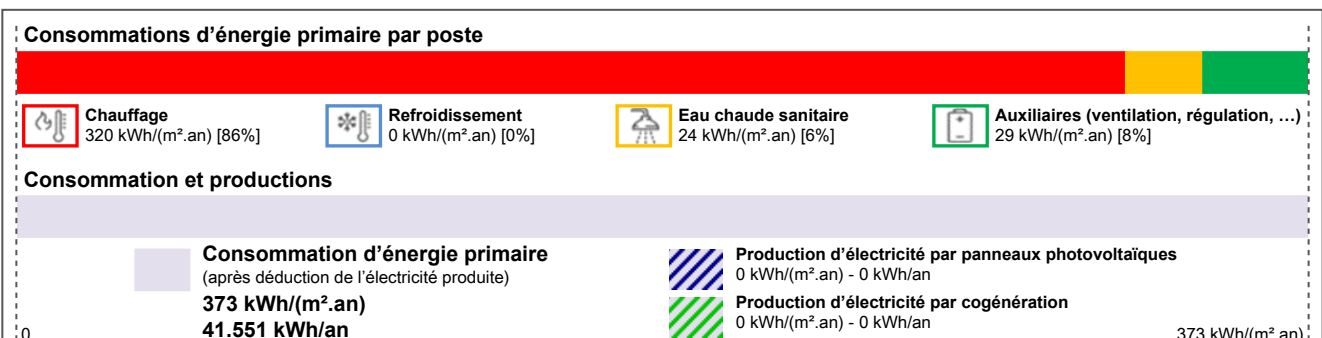 Consommations d'énergie primaire par poste
Chauffage
320 kWh/(m².an) [86%]
Refroidissement
0 kWh/(m².an) [0%]
Eau chaude sanitaire
24 kWh/(m².an) [6%]
Auxiliaires (ventilation, régulation, …)
29 kWh/(m².an) [8%]
Consommation et productions
Consommation d'énergie primaire
(après déduction de l'électricité produite)
373 kWh/(m².an)
41.551 kWh/an
Production d'électricité par panneaux photovoltaïques
0 kWh/(m².an) - 0 kWh/an
Production d'électricité par cogénération
0 kWh/(m².an) - 0 kWh/an
0
373 kWh/(m².an)